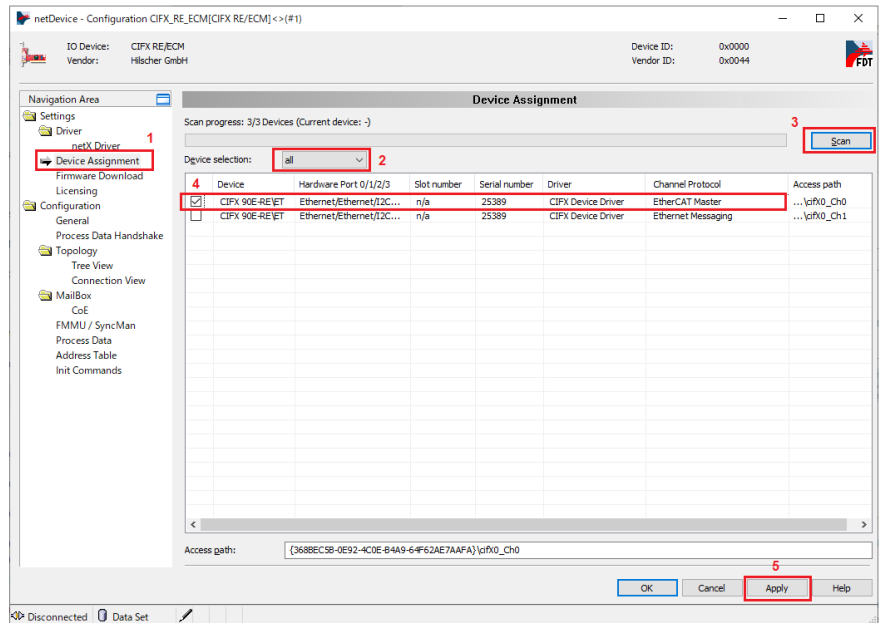 netDevice - Configuration CIFX_RE_ECM[CIFX RE/ECM]<>(#1)
IO Device: CIFX RE/ECM Device ID: 0x0000
Vendor: Hilscher GmbH Vendor ID: 0x0044
FDT
Navigation Area
Settings
Driver
netX Driver
1
Device Assignment
Firmware Download
Licensing
Configuration
General
Process Data Handshake
Topology
Tree View
Connection View
MailBox
CoE
FMMU / SyncMan
Process Data
Address Table
Init Commands
Device Assignment
Scan progress: 3/3 Devices (Current device: -)
3
Scan
Device selection: all 2
4 Device Hardware Port 0/1/2/3 Slot number Serial number Driver Channel Protocol Access path
CIFX 90E-RE\ET Ethernet/Ethernet/I2C... n/a 25389 CIFX Device Driver EtherCAT Master ...\cifX0_Ch0
CIFX 90E-RE\ET Ethernet/Ethernet/I2C... n/a 25389 CIFX Device Driver Ethernet Messaging ...\cifX0_Ch1
Access path: {368BEC5B-0E92-4C0E-B4A9-64F62AE7AAFA}\cifX0_Ch0
5
OK Cancel Apply Help
Disconnected Data Set